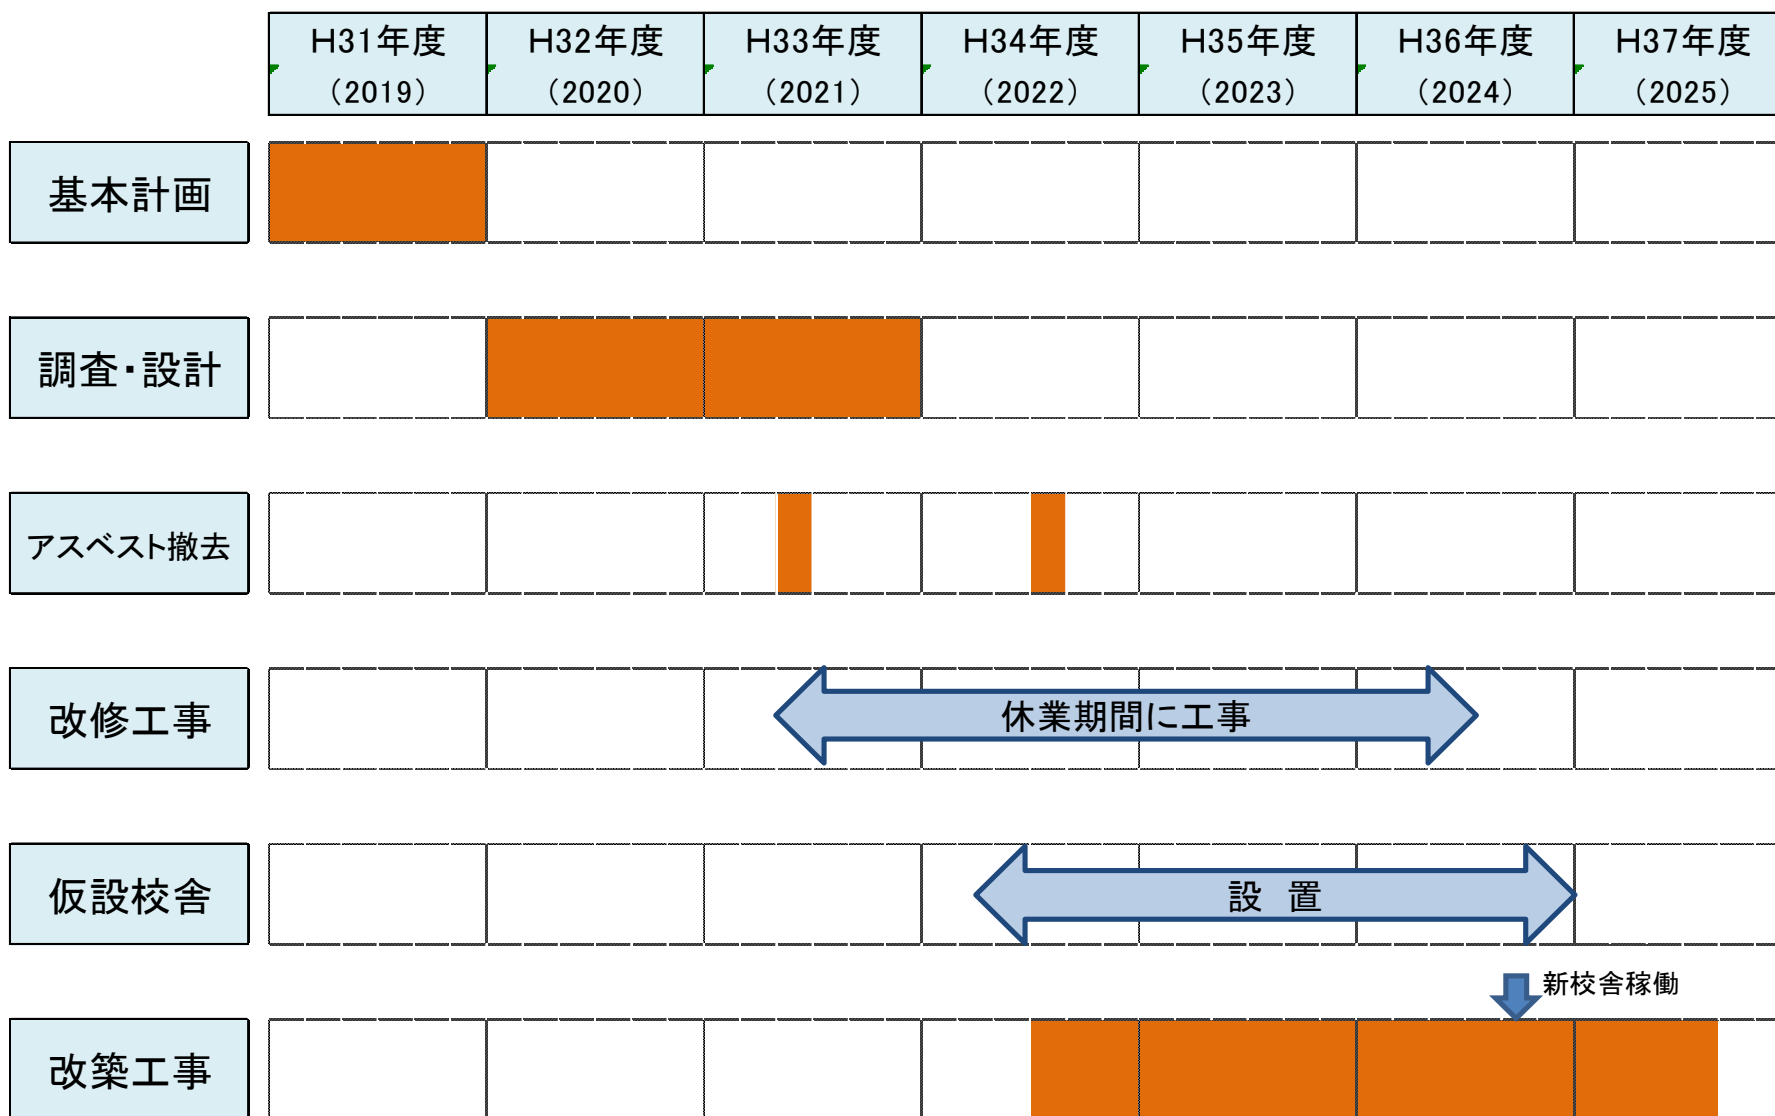 H31年度 H32年度 H33年度 H34年度 H35年度 H36年度 H37年度
（2019） （2020） （2021） （2022） （2023） （2024） （2025）
基本計画
調査・設計
アスベスト撤去
改修工事 休業期間に工事
仮設校舎 設　置
新校舎稼働
改築工事